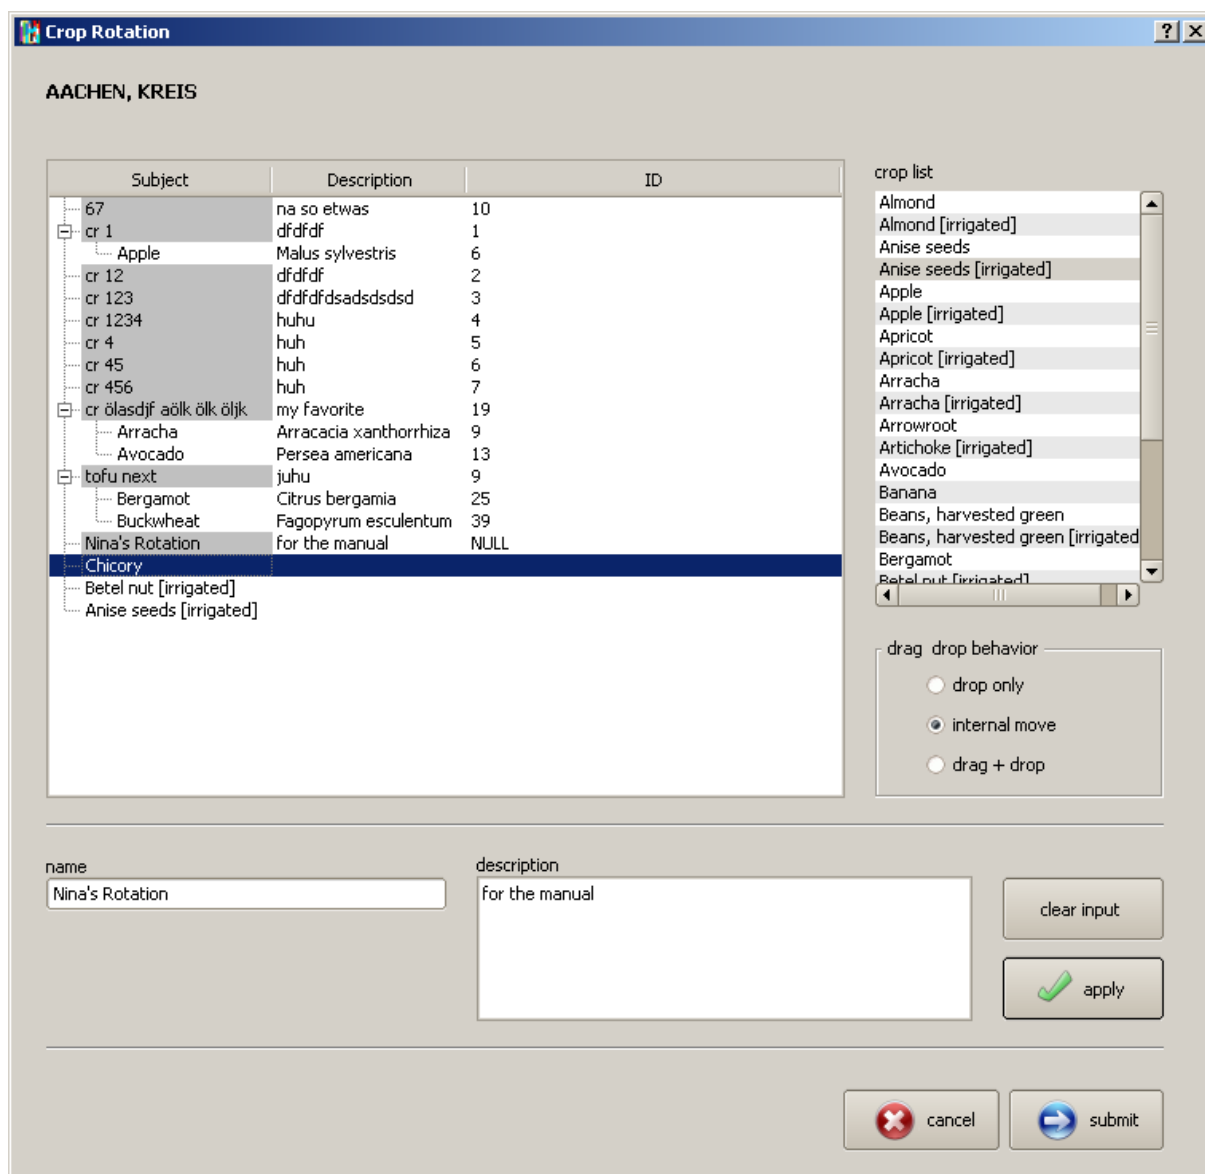 Crop Rotation
AACHEN, KREIS
Subject Description ID
67 na so etwas 10
cr 1 dfdfdf 1
Apple Malus sylvestris 6
cr 12 dfdfdf 2
cr 123 dfdfdfdsadsdsdsd 3
cr 1234 huhu 4
cr 4 huh 5
cr 45 huh 6
cr 456 huh 7
cr ölasdjf aölk ölk öljk my favorite 19
Arracha Arracacia xanthorrhiza 9
Avocado Persea americana 13
tofu next juhu 9
Bergamot Citrus bergamia 25
Buckwheat Fagopyrum esculentum 39
Nina's Rotation for the manual NULL
Chicory
Betel nut [irrigated]
Anise seeds [irrigated]
crop list
Almond
Almond [irrigated]
Anise seeds
Anise seeds [irrigated]
Apple
Apple [irrigated]
Apricot
Apricot [irrigated]
Arracha
Arracha [irrigated]
Arrowroot
Artichoke [irrigated]
Avocado
Banana
Beans, harvested green
Beans, harvested green [irrigated
Bergamot
Betel nut [irrigated]
drag drop behavior
drop only
internal move
drag + drop
name
Nina's Rotation
description
for the manual
clear input
apply
cancel
submit